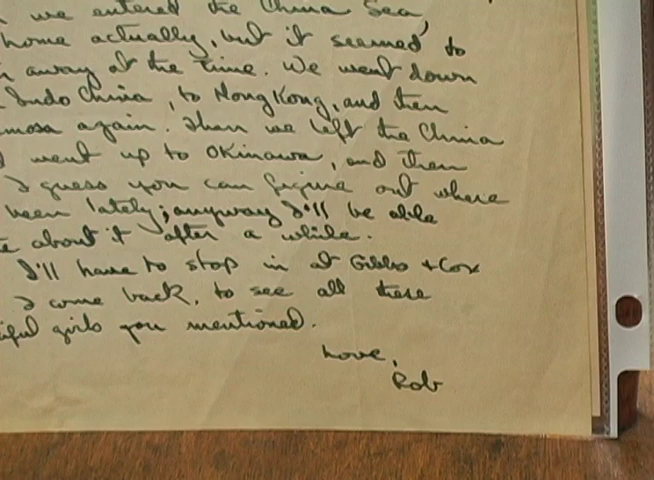 we entered the China Sea,
home actually, but it seemed to
away at the time. We went down
Indo China, to Hong Kong, and then
mosa again. Then we left the China
went up to Okinawa, and then
I guess you can figure out where
been lately; anyway I'll be able
about it after a while.
I'll have to stop in at Gibbs + Cox
I come back, to see all these
iful girls you mentioned.
Love,
Rob